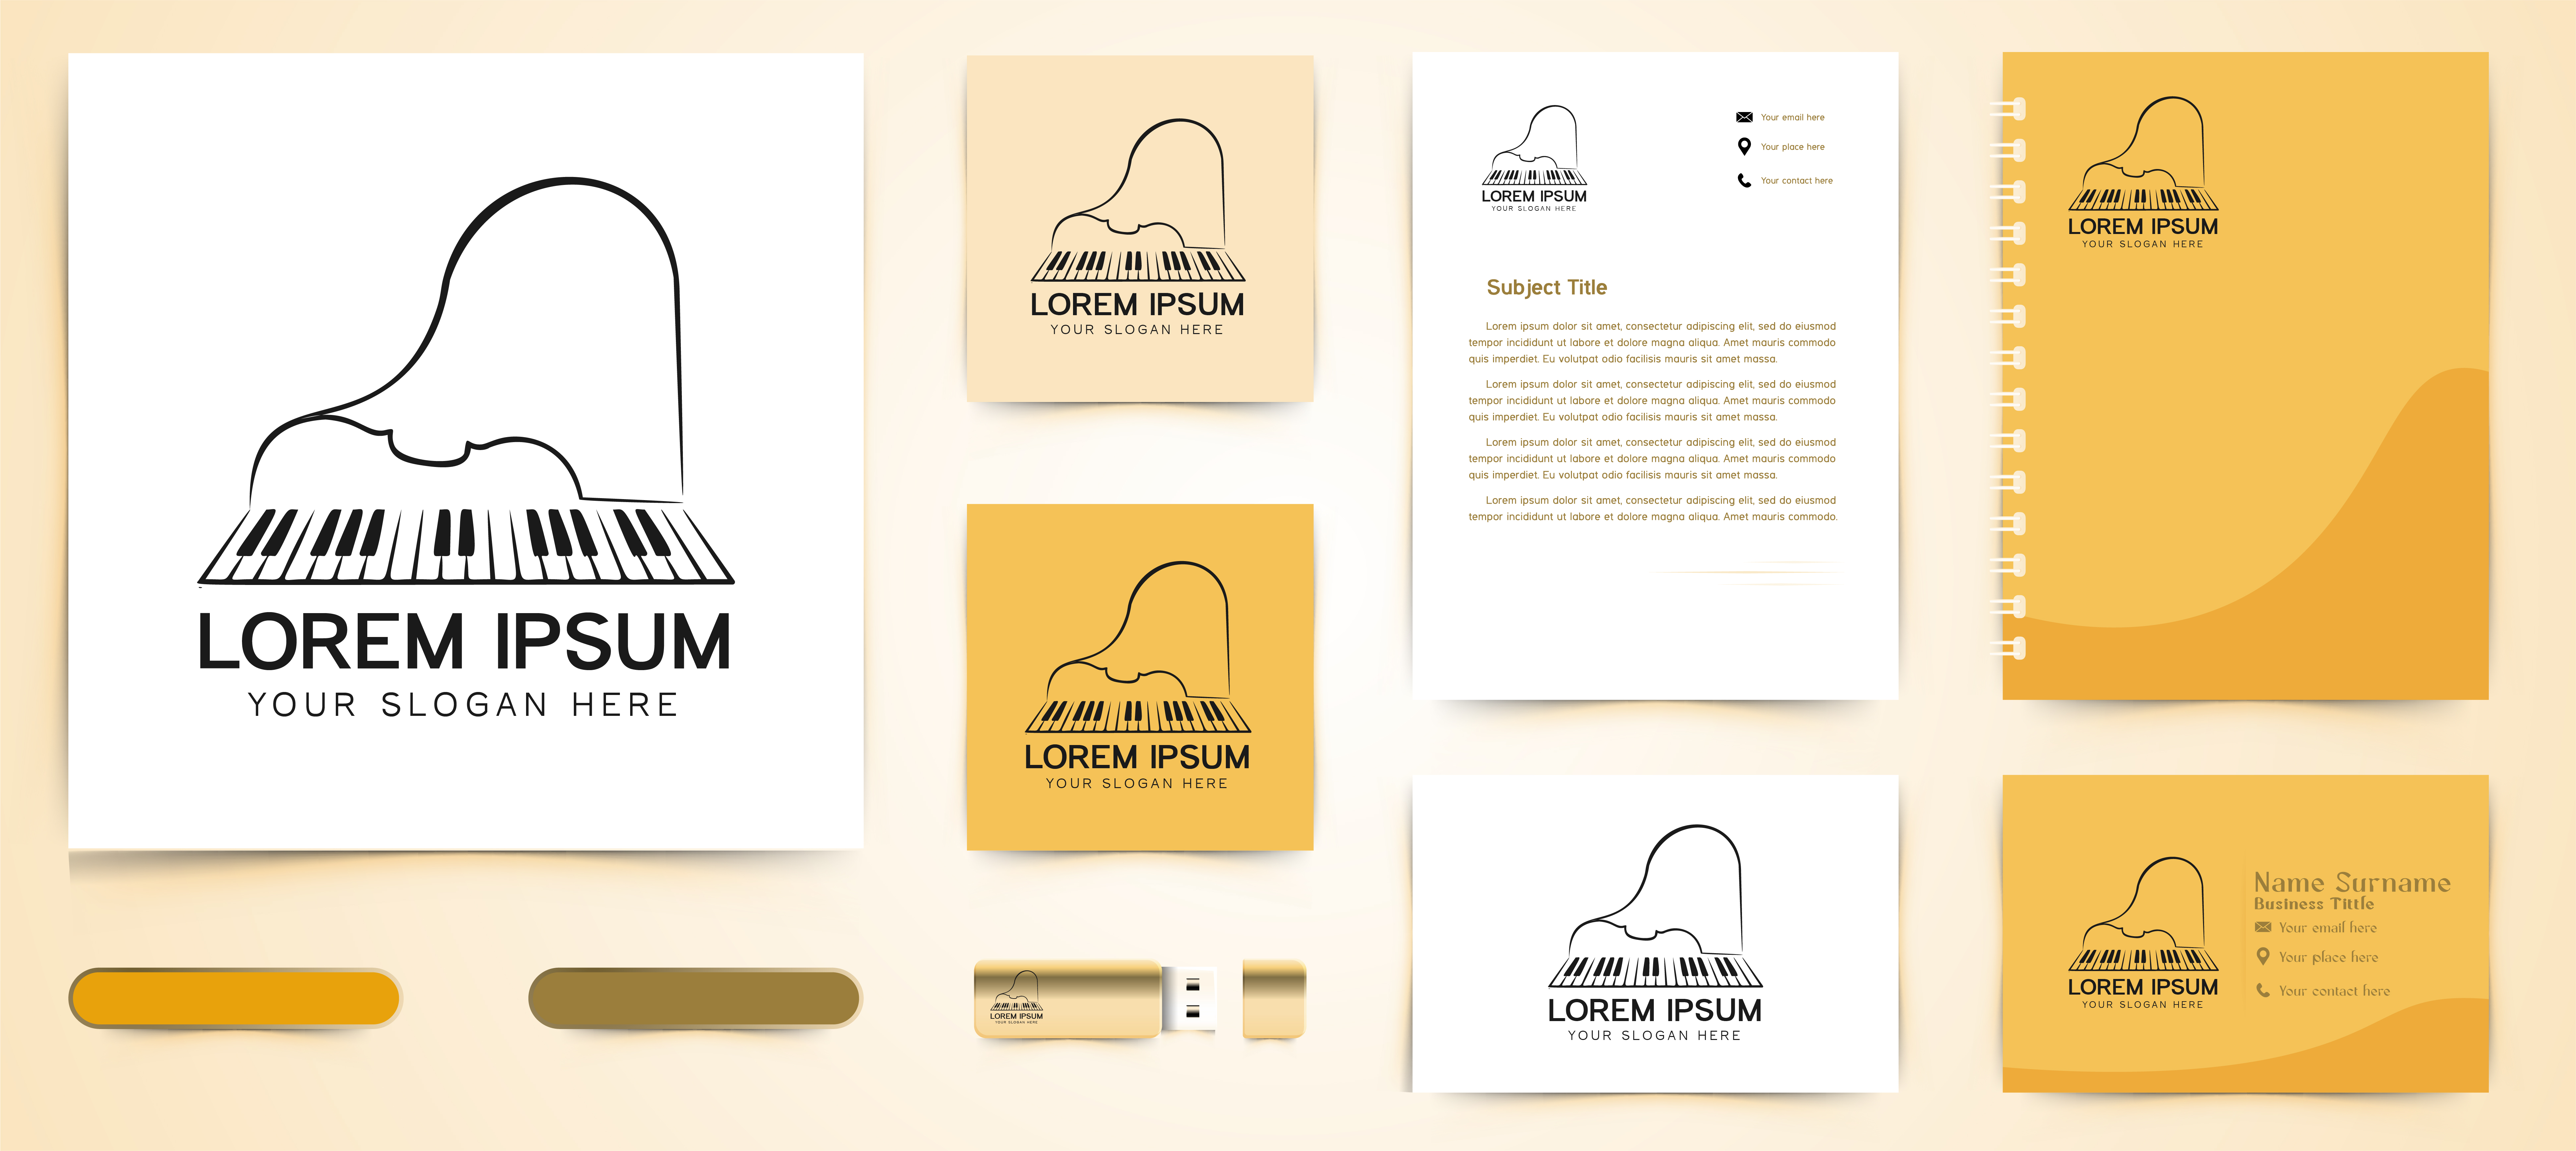 LOREM IPSUM
YOUR SLOGAN HERE
LOREM IPSUM
YOUR SLOGAN HERE
LOREM IPSUM
YOUR SLOGAN HERE
LOREM IPSUM
YOUR SLOGAN HERE
LOREM IPSUM
YOUR SLOGAN HERE
Your email here
Your place here
Your contact here
Subject Title
Lorem ipsum dolor sit amet, consectetur adipiscing elit, sed do eiusmod
tempor incididunt ut labore et dolore magna aliqua. Amet mauris commodo
quis imperdiet. Eu volutpat odio facilisis mauris sit amet massa.
Lorem ipsum dolor sit amet, consectetur adipiscing elit, sed do eiusmod
tempor incididunt ut labore et dolore magna aliqua. Amet mauris commodo
quis imperdiet. Eu volutpat odio facilisis mauris sit amet massa.
Lorem ipsum dolor sit amet, consectetur adipiscing elit, sed do eiusmod
tempor incididunt ut labore et dolore magna aliqua. Amet mauris commodo
quis imperdiet. Eu volutpat odio facilisis mauris sit amet massa.
Lorem ipsum dolor sit amet, consectetur adipiscing elit, sed do eiusmod
tempor incididunt ut labore et dolore magna aliqua. Amet mauris commodo.
LOREM IPSUM
YOUR SLOGAN HERE
LOREM IPSUM
YOUR SLOGAN HERE
LOREM IPSUM
YOUR SLOGAN HERE
Name Surname
Business Tittle
Your email here
Your place here
Your contact here